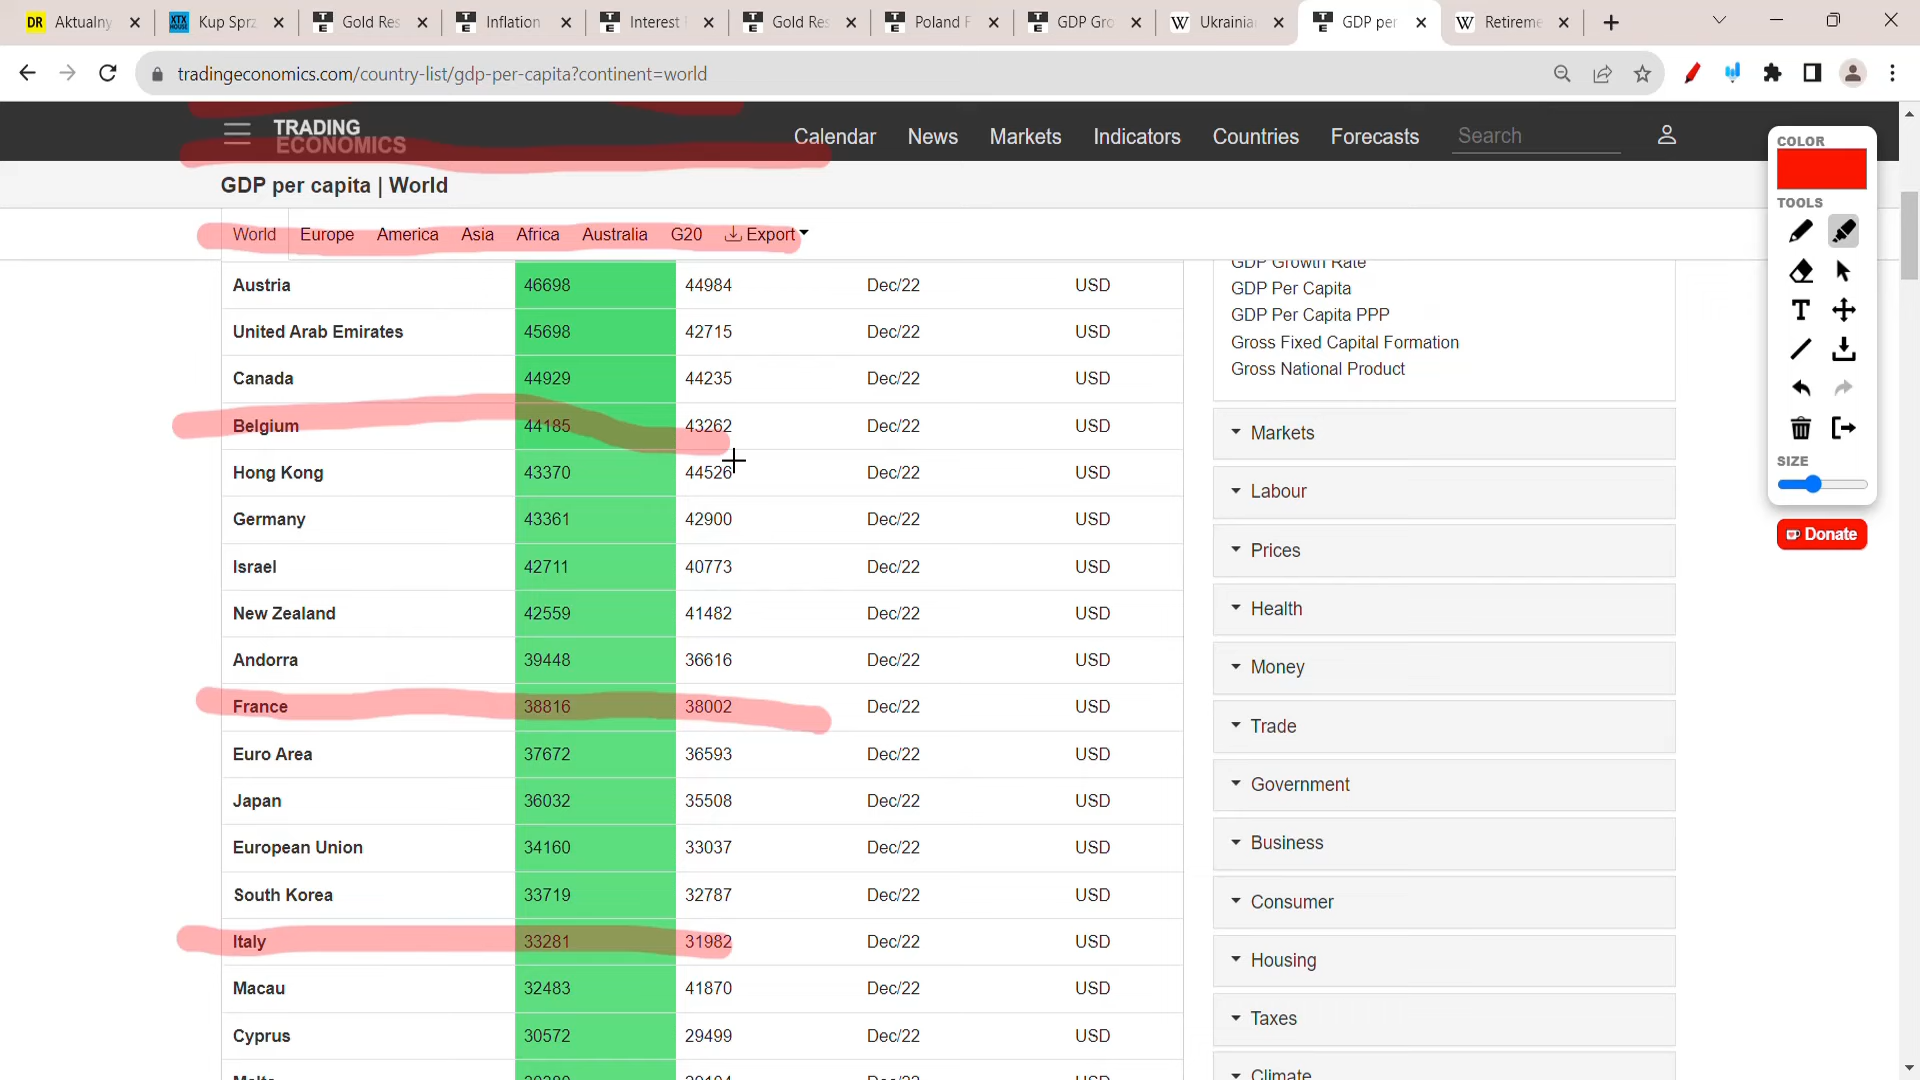 Aktualny
Kup Sprz
Gold Res
Inflation
Interest
Gold Res
Poland F
GDP Gro
Ukrainia
GDP per
Retireme
tradingeconomics.com/country-list/gdp-per-capita?continent=world
TRADING
ECONOMICS
Calendar News Markets Indicators Countries Forecasts Search
GDP per capita | World
World Europe America Asia Africa Australia G20 Export
Austria 46698 44984 Dec/22 USD
United Arab Emirates 45698 42715 Dec/22 USD
Canada 44929 44235 Dec/22 USD
Belgium 44185 43262 Dec/22 USD
Hong Kong 43370 44526 Dec/22 USD
Germany 43361 42900 Dec/22 USD
Israel 42711 40773 Dec/22 USD
New Zealand 42559 41482 Dec/22 USD
Andorra 39448 36616 Dec/22 USD
France 38816 38002 Dec/22 USD
Euro Area 37672 36593 Dec/22 USD
Japan 36032 35508 Dec/22 USD
European Union 34160 33037 Dec/22 USD
South Korea 33719 32787 Dec/22 USD
Italy 33281 31982 Dec/22 USD
Macau 32483 41870 Dec/22 USD
Cyprus 30572 29499 Dec/22 USD
GDP Growth Rate
GDP Per Capita
GDP Per Capita PPP
Gross Fixed Capital Formation
Gross National Product
Markets
Labour
Prices
Health
Money
Trade
Government
Business
Consumer
Housing
Taxes
Climate
COLOR
TOOLS
SIZE
Donate